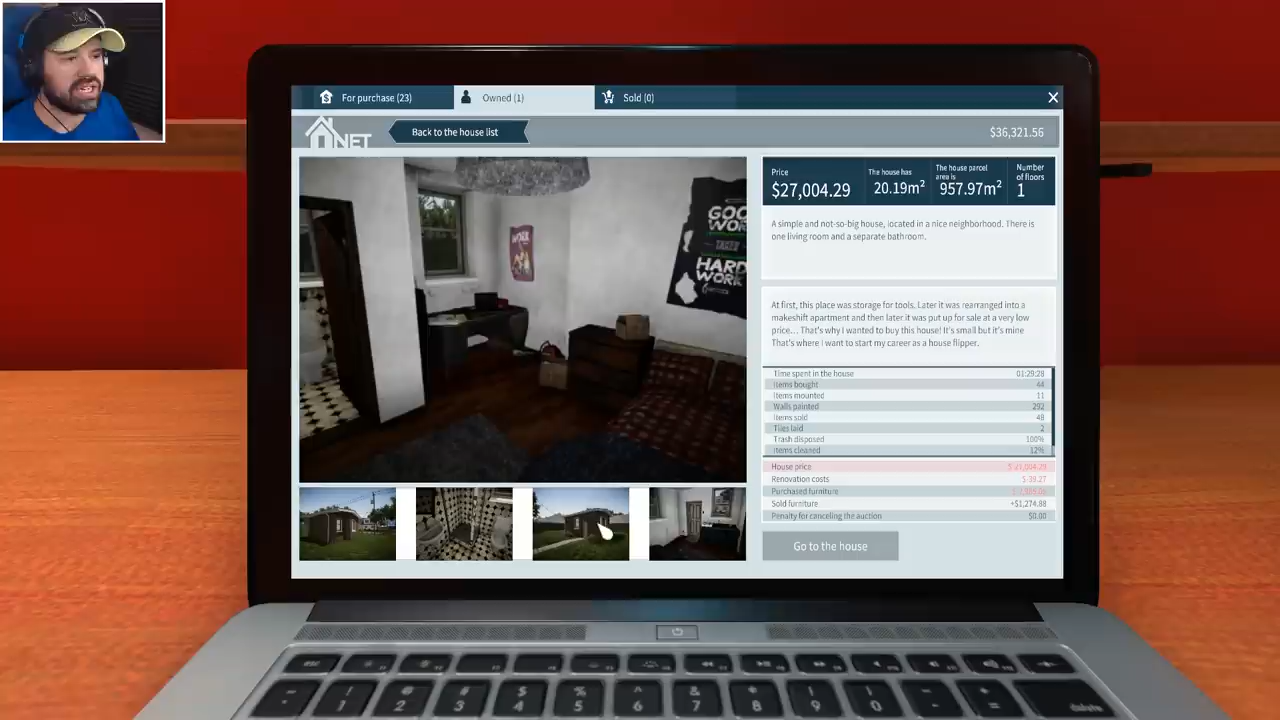 For purchase (23)
Owned (1)
Sold (0)
NET
Back to the house list
$36,321.56
Price
$27,004.29
The house has
20.19m²
The house parcel
area is
957.97m²
Number
of floors
1
A simple and not-so-big house, located in a nice neighborhood. There is
one living room and a separate bathroom.
At first, this place was storage for tools. Later it was rearranged into a
makeshift apartment and then later it was put up for sale at a very low
price... That's why I wanted to buy this house! It's small but it's mine
That's where I want to start my career as a house flipper.
Time spent in the house 01:29:28
Items bought 44
Items mounted 11
Walls painted 292
Items sold 48
Tiles laid 2
Trash disposed 100%
Items cleaned 12%
House price $-27,004.29
Renovation costs
Purchased furniture
Sold furniture +$1,274.88
Penalty for canceling the auction $0.00
Go to the house
GOOD
WORK
TAKES
HARD
WORK
WORK
esc
delete